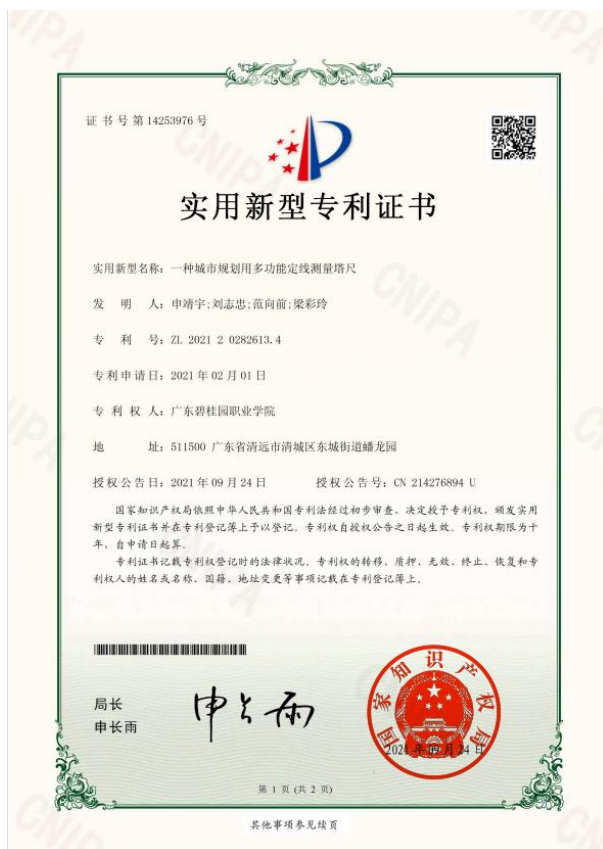 证书号第14253976号
实用新型专利证书
实用新型名称：一种城市规划用多功能定线测量塔尺
发 明 人：申靖宇;刘志忠;范向前;梁彩玲
专 利 号：ZL 2021 2 0282613.4
专利申请日：2021年02月01日
专 利 权 人：广东碧桂园职业学院
地 址：511500 广东省清远市清城区东城街道蟠龙园
授权公告日：2021年09月24日 授权公告号：CN 214276894 U
国家知识产权局依照中华人民共和国专利法经过初步审查，决定授予专利权，颁发实用
新型专利证书并在专利登记簿上予以登记。专利权自授权公告之日起生效。专利权期限为十
年，自申请日起算。
专利证书记载专利权登记时的法律状况。专利权的转移、质押、无效、终止、恢复和专
利权人的姓名或名称、国籍、地址变更等事项记载在专利登记簿上。
局长
申长雨
申长雨
国家知识产权局
2021年09月24日
第 1 页 (共 2 页)
其他事项参见续页
CNIPA
CNIPA
CNIPA
CNIPA